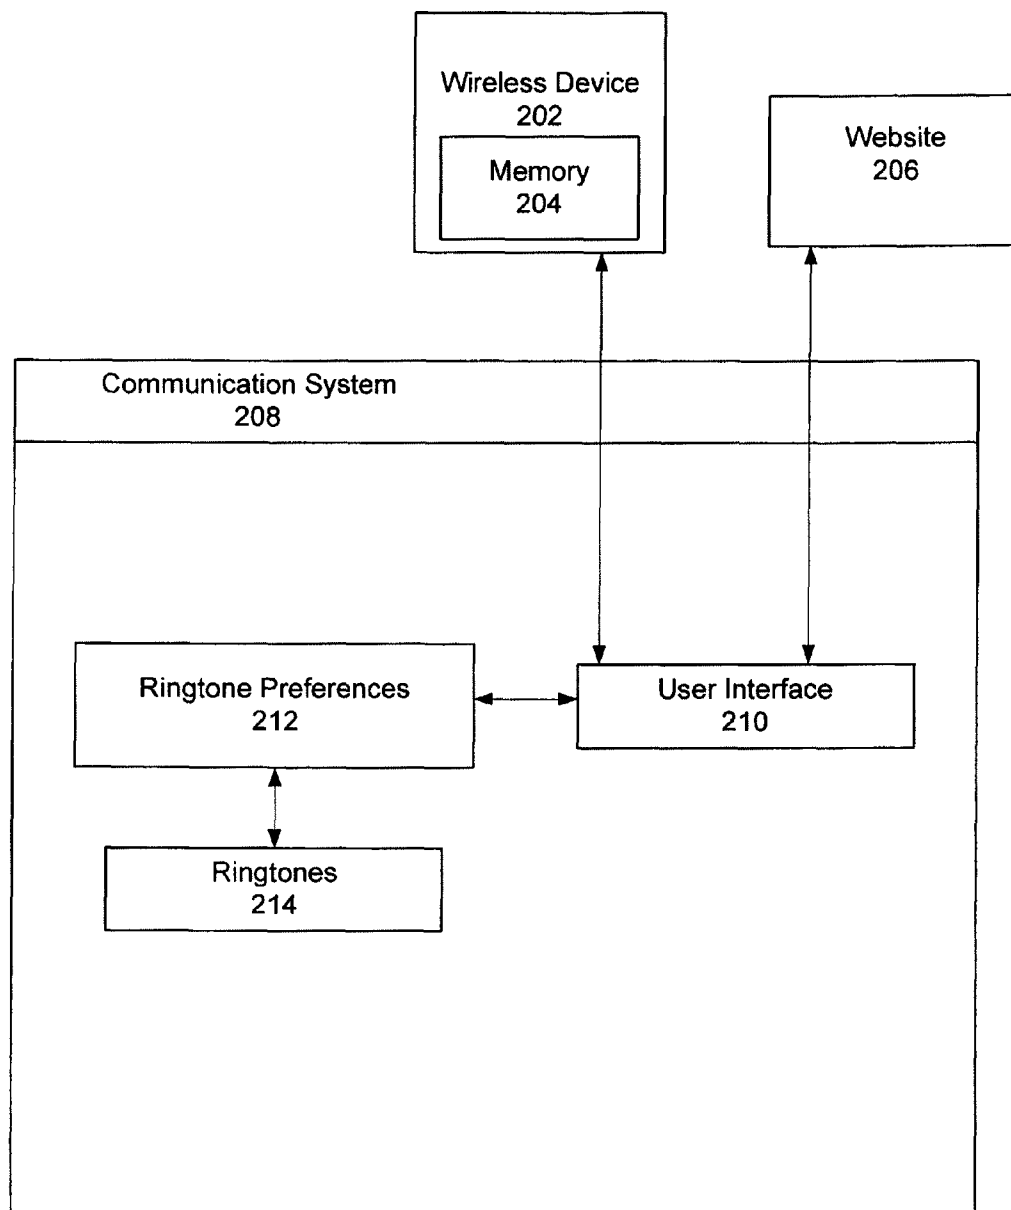 Wireless Device
202
Memory
204
Website
206
Communication System
208
Ringtone Preferences
212
User Interface
210
Ringtones
214